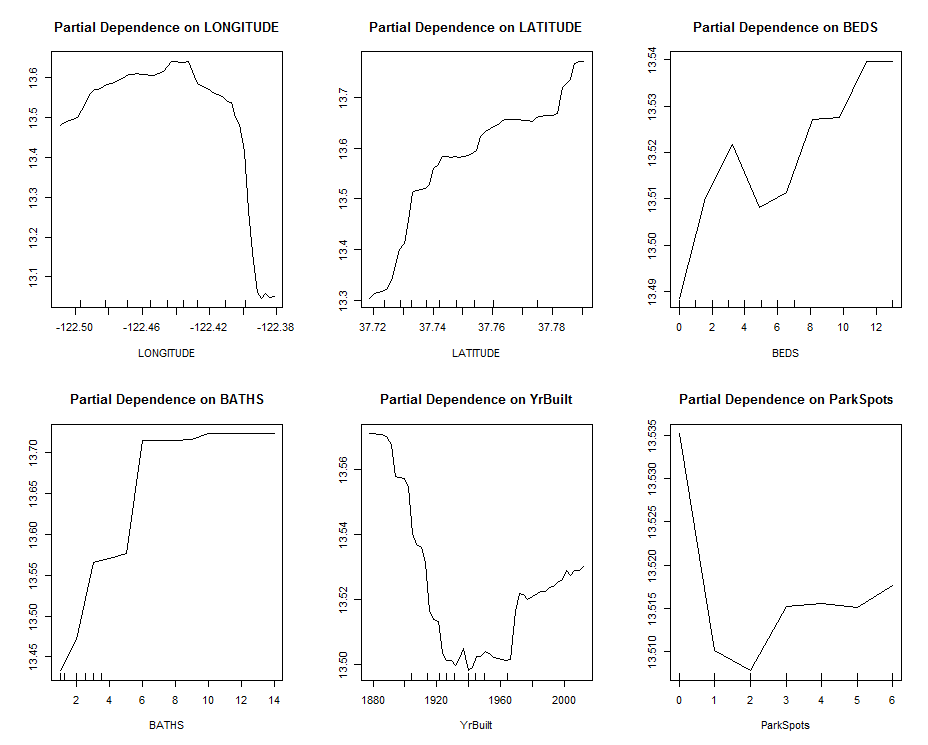 Partial Dependence on LONGITUDE
13.6
13.5
13.4
13.3
13.2
13.1
-122.50 -122.46 -122.42 -122.38
LONGITUDE
Partial Dependence on LATITUDE
13.7
13.6
13.5
13.4
13.3
37.72 37.74 37.76 37.78
LATITUDE
Partial Dependence on BEDS
13.54
13.53
13.52
13.51
13.50
13.49
0 2 4 6 8 10 12
BEDS
Partial Dependence on BATHS
13.70
13.65
13.60
13.55
13.50
13.45
2 4 6 8 10 12 14
BATHS
Partial Dependence on YrBuilt
13.56
13.54
13.52
13.50
1880 1920 1960 2000
YrBuilt
Partial Dependence on ParkSpots
13.535
13.530
13.525
13.520
13.515
13.510
0 1 2 3 4 5 6
ParkSpots